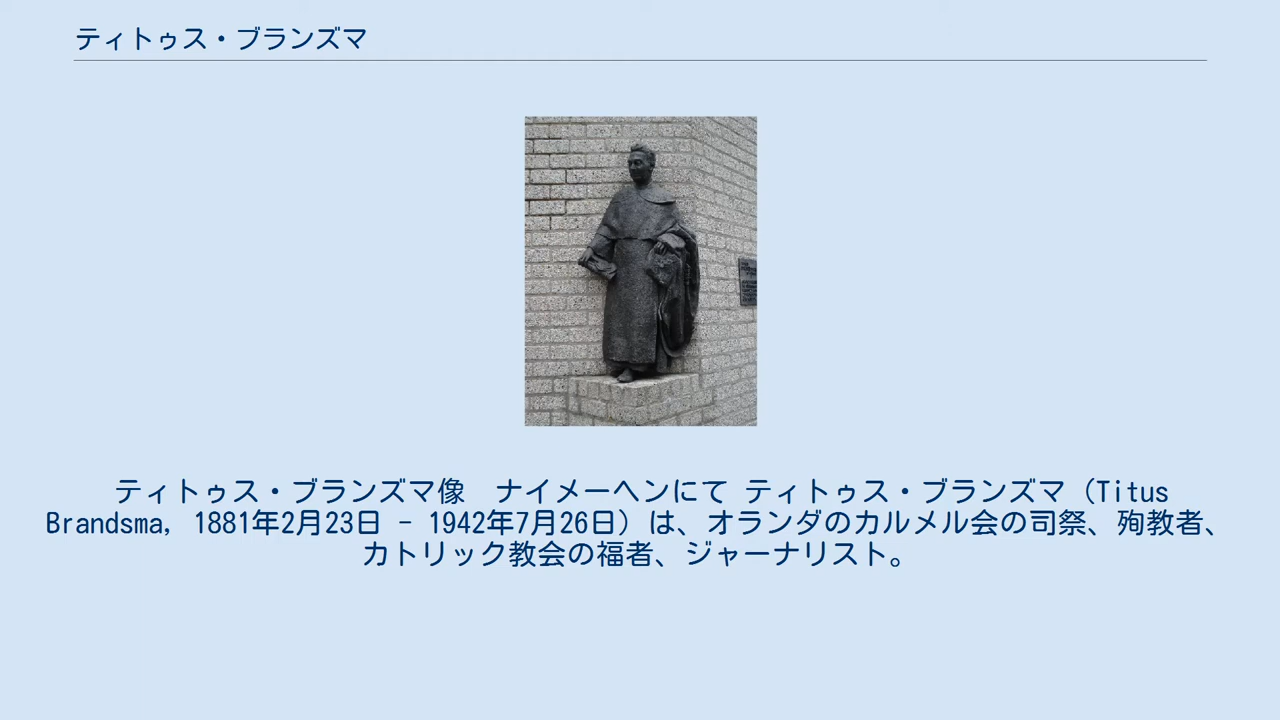 ティトゥス・ブランズマ
ティトゥス・ブランズマ像　ナイメーヘンにて ティトゥス・ブランズマ（Titus
Brandsma, 1881年2月23日 - 1942年7月26日）は、オランダのカルメル会の司祭、殉教者、
カトリック教会の福者、ジャーナリスト。